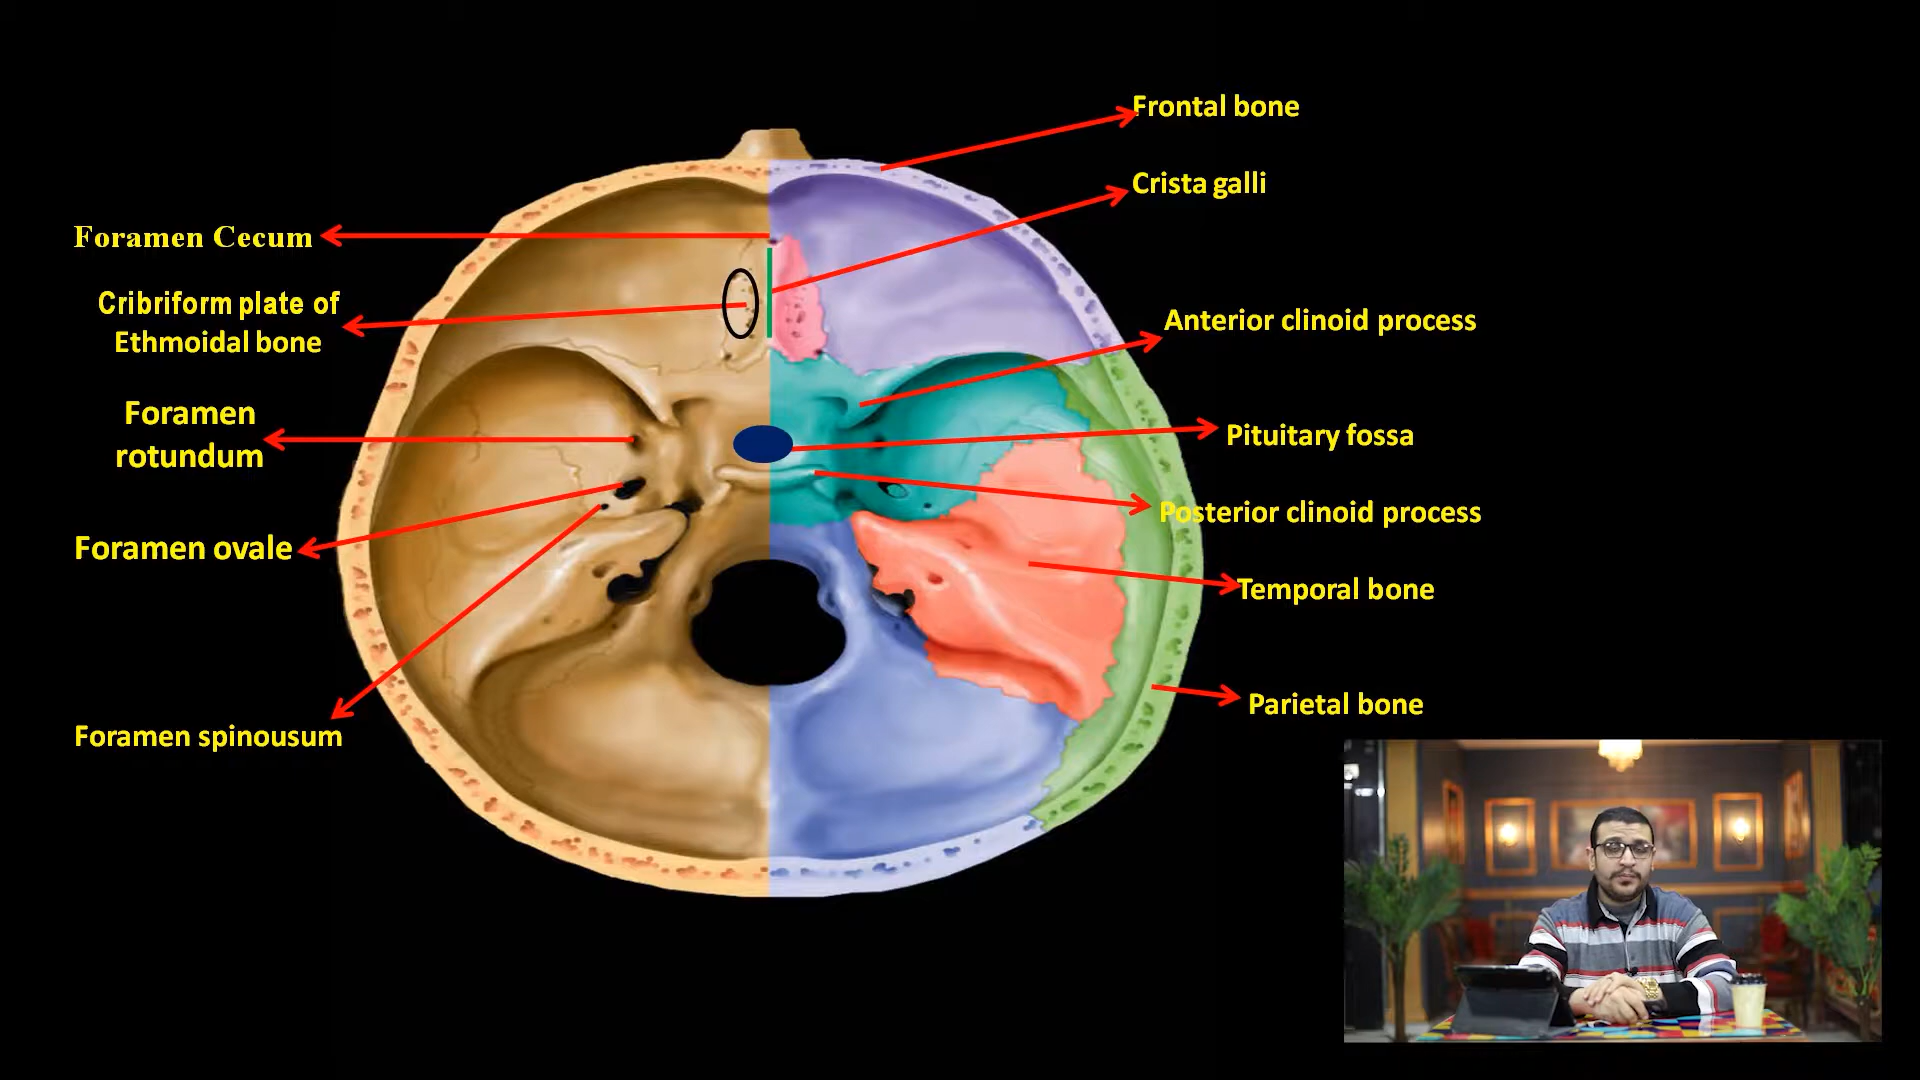 Frontal bone
Crista galli
Foramen Cecum
Cribriform plate of
Ethmoidal bone
Anterior clinoid process
Foramen
rotundum
Pituitary fossa
Posterior clinoid process
Foramen ovale
Temporal bone
Parietal bone
Foramen spinousum